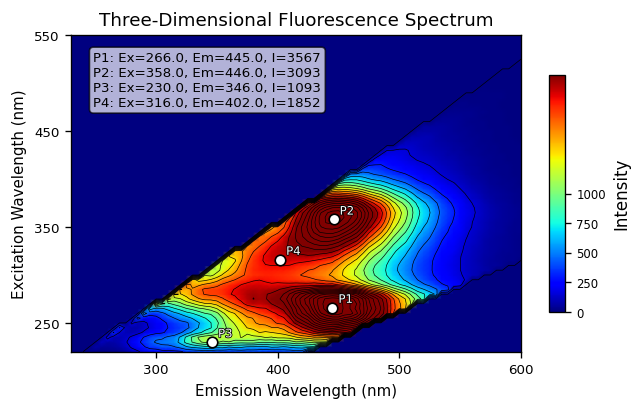 Three-Dimensional Fluorescence Spectrum
P1: Ex=266.0, Em=445.0, I=3567
P2: Ex=358.0, Em=446.0, I=3093
P3: Ex=230.0, Em=346.0, I=1093
P4: Ex=316.0, Em=402.0, I=1852
550
450
350
250
Excitation Wavelength (nm)
P2
P4
P1
P3
300
400
500
600
Emission Wavelength (nm)
1000
750
500
250
0
Intensity